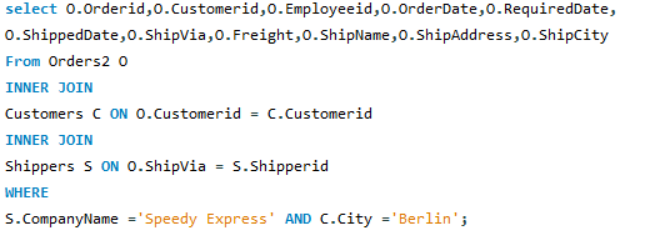 select O.Orderid,O.Customerid,O.Employeeid,O.OrderDate,O.RequiredDate,
O.ShippedDate,O.ShipVia,O.Freight,O.ShipName,O.ShipAddress,O.ShipCity
From Orders2 O
INNER JOIN
Customers C ON O.Customerid = C.Customerid
INNER JOIN
Shippers S ON O.ShipVia = S.Shipperid
WHERE
S.CompanyName ='Speedy Express' AND C.City ='Berlin';